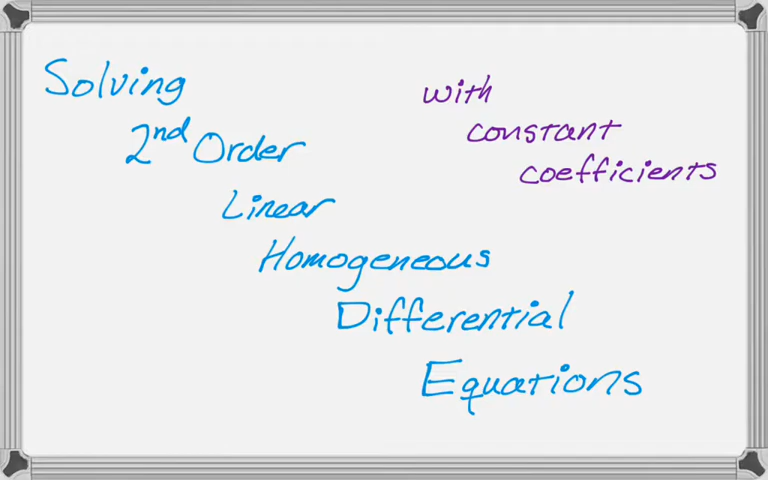 Solving
2nd Order
Linear
Homogeneous
Differential
Equations
with
constant
coefficients